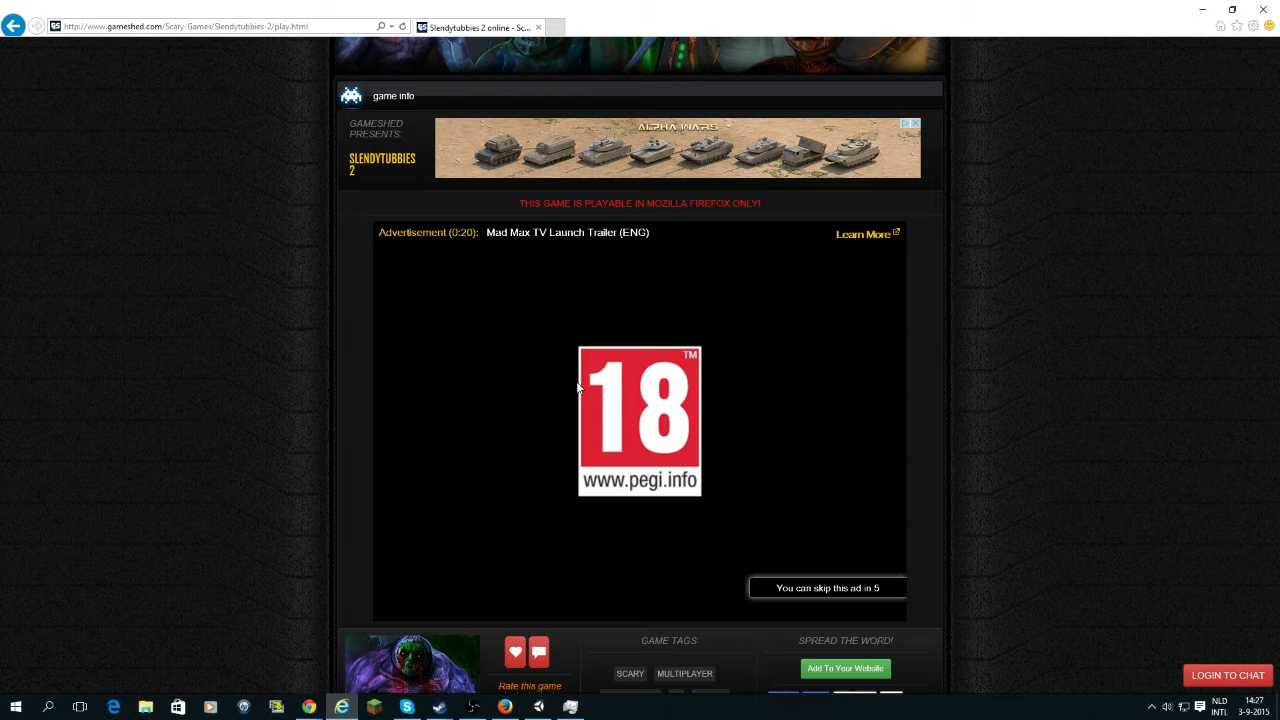 http://www.gameshed.com/Scary-Games/Slendytubbies-2/play.html
Slendytubbies 2 online - Sc...
game info
GAMESHED
PRESENTS:
SLENDYTUBBIES
2
ALPHA WARS
THIS GAME IS PLAYABLE IN MOZILLA FIREFOX ONLY!
Advertisement (0:20): Mad Max TV Launch Trailer (ENG)
Learn More
18
TM
www.pegi.info
You can skip this ad in 5
GAME TAGS
SPREAD THE WORD!
SCARY
MULTIPLAYER
Add To Your Website
Rate this game
LOGIN TO CHAT
NLD
INTL
14:27
3-9-2015